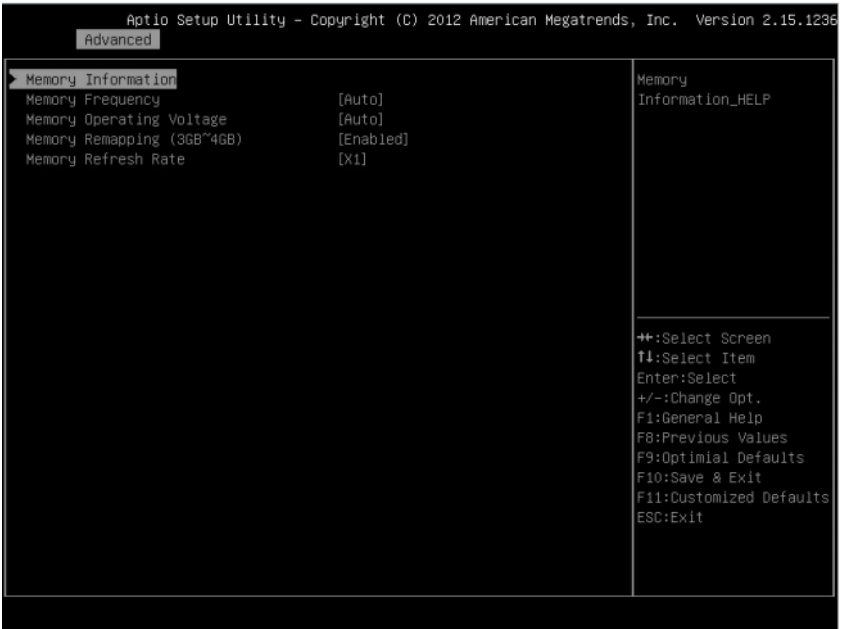 Aptio Setup Utility – Copyright (C) 2012 American Megatrends, Inc. Version 2.15.1236
Advanced
Memory Information
Memory Frequency [Auto]
Memory Operating Voltage [Auto]
Memory Remapping (3GB~4GB) [Enabled]
Memory Refresh Rate [X1]
Memory
Information_HELP
→←:Select Screen
↑↓:Select Item
Enter:Select
+/-:Change Opt.
F1:General Help
F8:Previous Values
F9:Optimial Defaults
F10:Save & Exit
F11:Customized Defaults
ESC:Exit